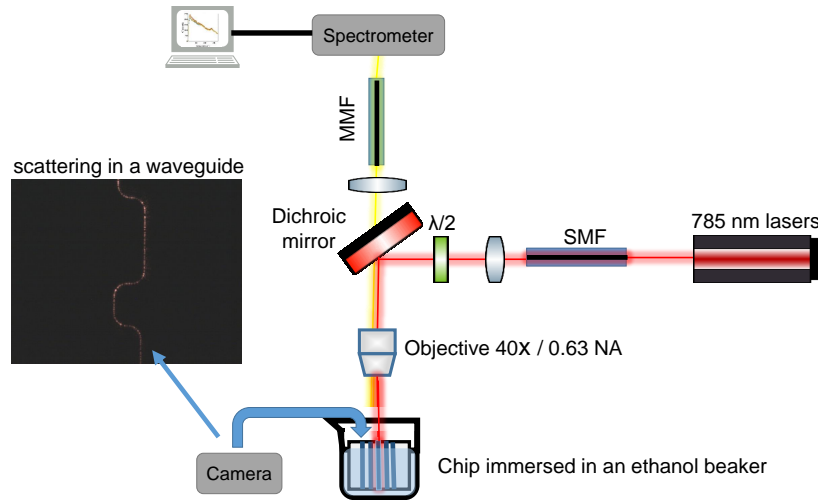 Spectrometer
MMF
scattering in a waveguide
Dichroic
mirror
λ/2
SMF
785 nm lasers
Objective 40x / 0.63 NA
Camera
Chip immersed in an ethanol beaker